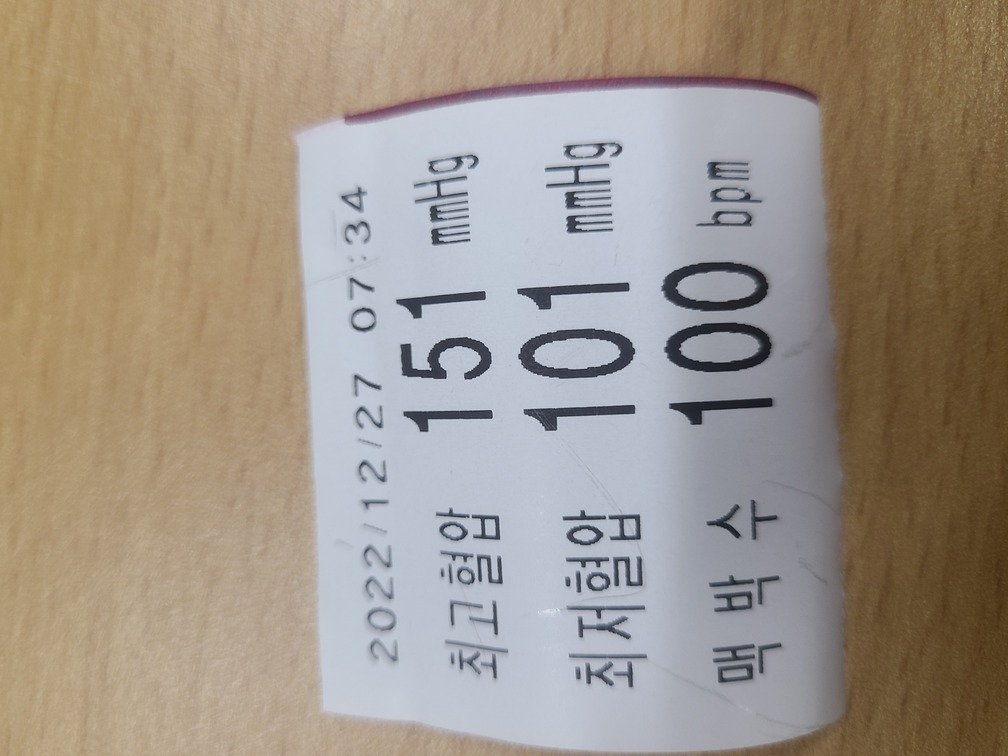 2022/12/27 07:34
최고혈압 151 mmHg
최저혈압 101 mmHg
맥 박 수 100 bpm